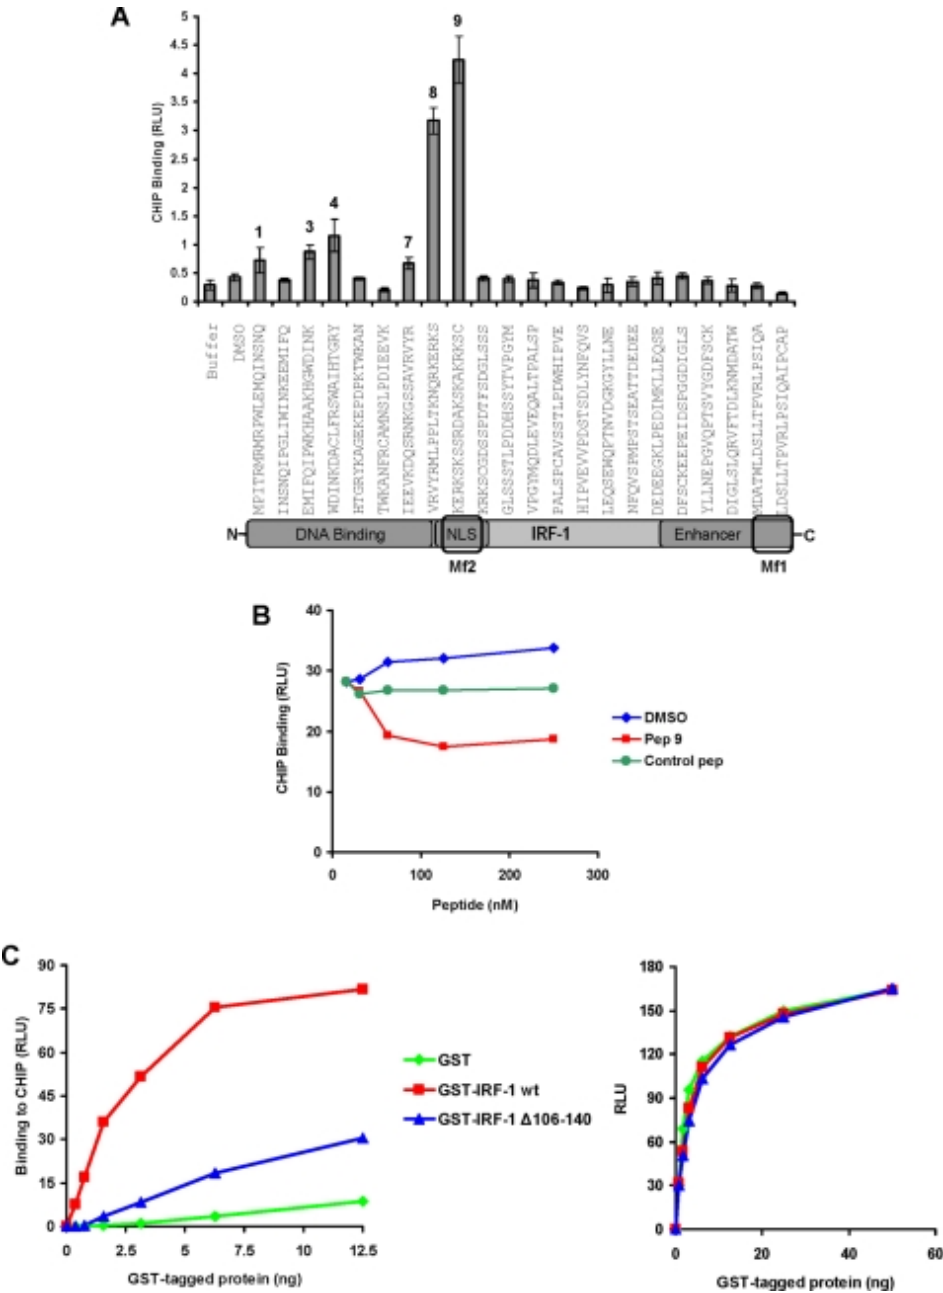 A
CHIP Binding (RLU)
5
4.5
4
3.5
3
2.5
2
1.5
1
0.5
0
1
3
4
7
8
9
Buffer
DMSO
MPITRMRMRPWLEMQINSNQ
INSNQIPGLIWINKEEMIFQ
EMIFQIPWKHAAKHGWDINK
WDINKDACLFRSWAIHTGRY
HTGRYKAGEKEPDPKTWKAN
TWKANFRCAMNSLPDIEEVK
IEEVKDQSRNKGSSAVRVYR
VRVYRMLPPLTKNQRKERKS
KERKSKSSRDAKSKAKRKSC
KRKSCGDSSPDTFSDGLSSS
GLSSSTLPDDHSSYTVPGYM
VPGYMQDLEVEQALTPALSP
PALSPCAVSSTLPDWHIPVE
HIPVEVVPDSTSDLYNFQVS
LEQSEWQPTNVDGKGYLLNE
NFQVSPMPSTSEATTDEDEE
DEDEEGKLPEDIMKLLEQSE
DFSCKEEPEIDSPGGDIGLS
YLLNEPGVQPTSVYGDFSCK
DIGLSLQRVFTDLKNMDATW
MDATWLDSLLTPVRLPSIQA
LDSLLTPVRLPSIQAIPCAP
N
DNA Binding
NLS
IRF-1
Enhancer
C
Mf2
Mf1
B
CHIP Binding (RLU)
40
30
20
10
0
0
100
200
300
Peptide (nM)
DMSO
Pep 9
Control pep
C
Binding to CHIP (RLU)
90
75
60
45
30
15
0
0
2.5
5
7.5
10
12.5
GST-tagged protein (ng)
GST
GST-IRF-1 wt
GST-IRF-1 Δ106-140
RLU
180
150
120
90
60
30
0
0
20
40
60
GST-tagged protein (ng)